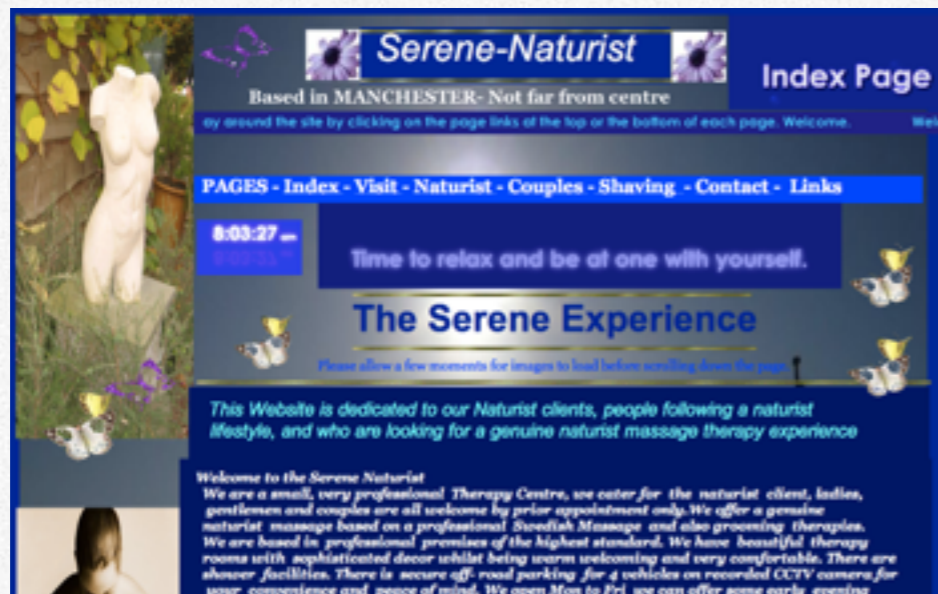 Serene-Naturist
Index Page
Based in MANCHESTER- Not far from centre
ay around the site by clicking on the page links at the top or the bottom of each page. Welcome. Wel
PAGES - Index - Visit - Naturist - Couples - Shaving - Contact - Links
8:03:27
Time to relax and be at one with yourself.
The Serene Experience
Please allow a few moments for images to load before scrolling down the page.
This Website is dedicated to our Naturist clients, people following a naturist
lifestyle, and who are looking for a genuine naturist massage therapy experience
Welcome to the Serene Naturist
We are a small, very professional Therapy Centre, we cater for the naturist client, ladies,
gentlemen and couples are all welcome by prior appointment only.We offer a genuine
naturist massage based on a professional Swedish Massage and also grooming therapies.
We are based in professional premises of the highest standard. We have beautiful therapy
rooms with sophisticated decor whilst being warm welcoming and very comfortable. There are
shower facilities. There is secure off- road parking for 4 vehicles on recorded CCTV camera for
your convenience and peace of mind. We open Mon to Fri we can offer some early evening